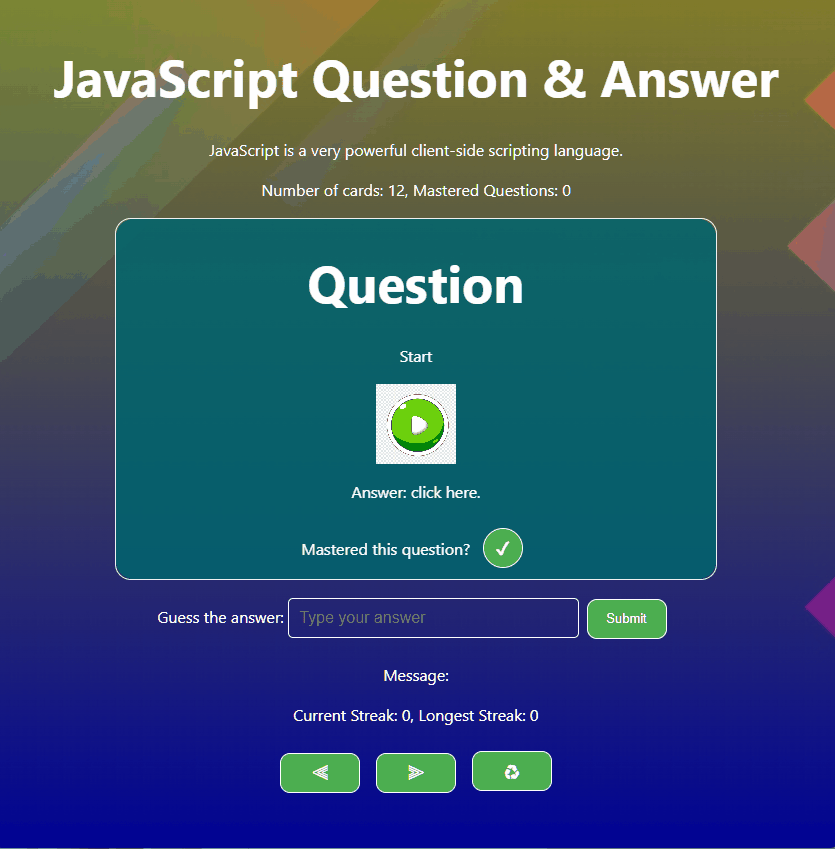 JavaScript Question & Answer
JavaScript is a very powerful client-side scripting language.
Number of cards: 12, Mastered Questions: 0
Question
Start
Answer: click here.
Mastered this question? ✓
Guess the answer: Type your answer Submit
Message:
Current Streak: 0, Longest Streak: 0